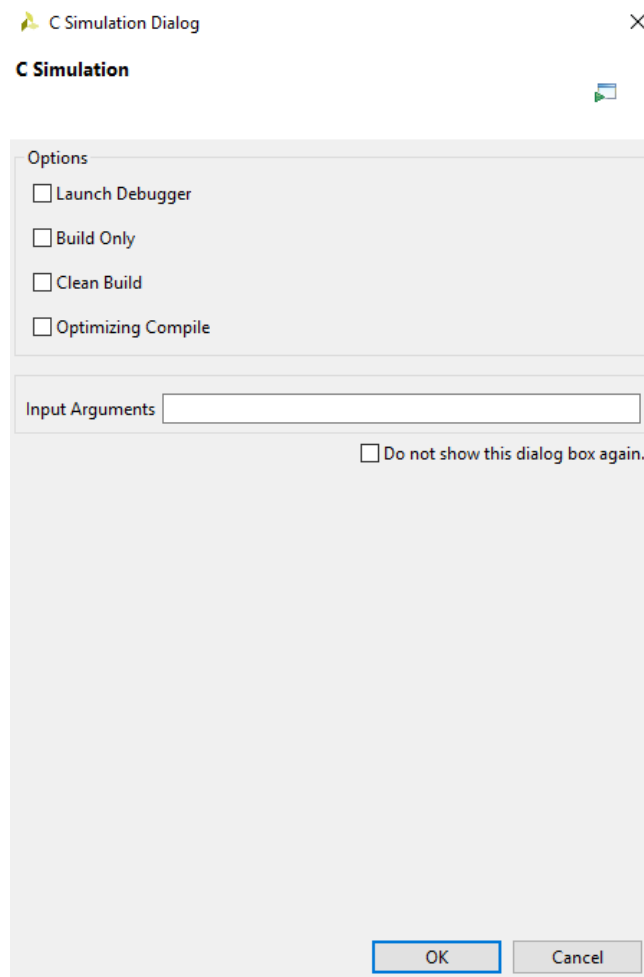 C Simulation Dialog
C Simulation
Options
Launch Debugger
Build Only
Clean Build
Optimizing Compile
Input Arguments
Do not show this dialog box again.
OK
Cancel